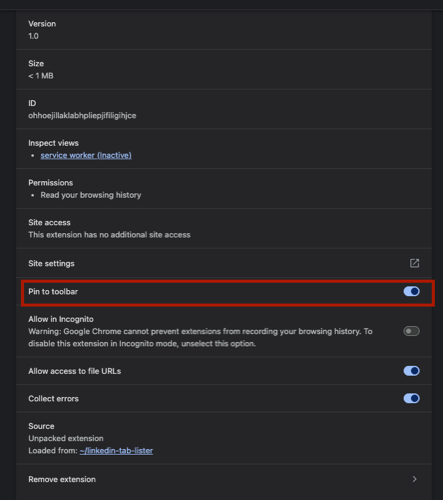 Version
1.0
Size
< 1 MB
ID
ohhoejillaklabhpliepjifiligihjce
Inspect views
service worker (Inactive)
Permissions
Read your browsing history
Site access
This extension has no additional site access
Site settings
Pin to toolbar
Allow in Incognito
Warning: Google Chrome cannot prevent extensions from recording your browsing history. To
disable this extension in Incognito mode, unselect this option.
Allow access to file URLs
Collect errors
Source
Unpacked extension
Loaded from: ~/linkedin-tab-lister
Remove extension